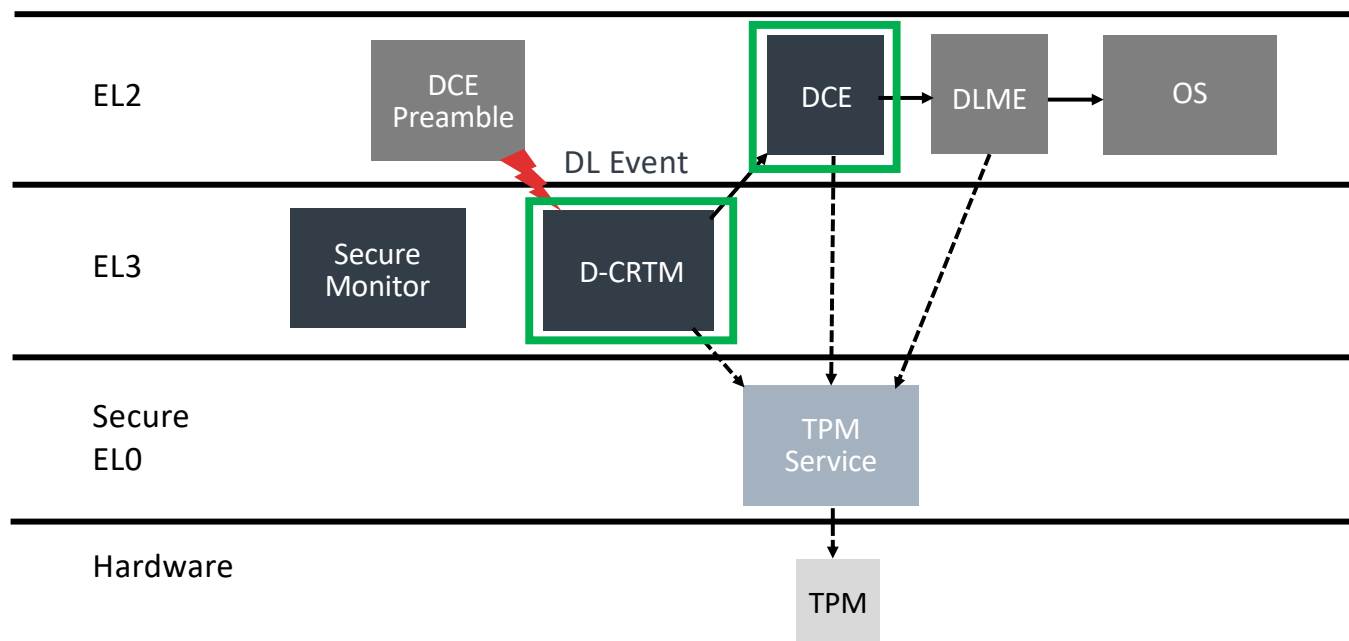 EL2
DCE
Preamble
DCE
DLME
OS
DL Event
EL3
Secure
Monitor
D-CRTM
Secure
EL0
TPM
Service
Hardware
TPM